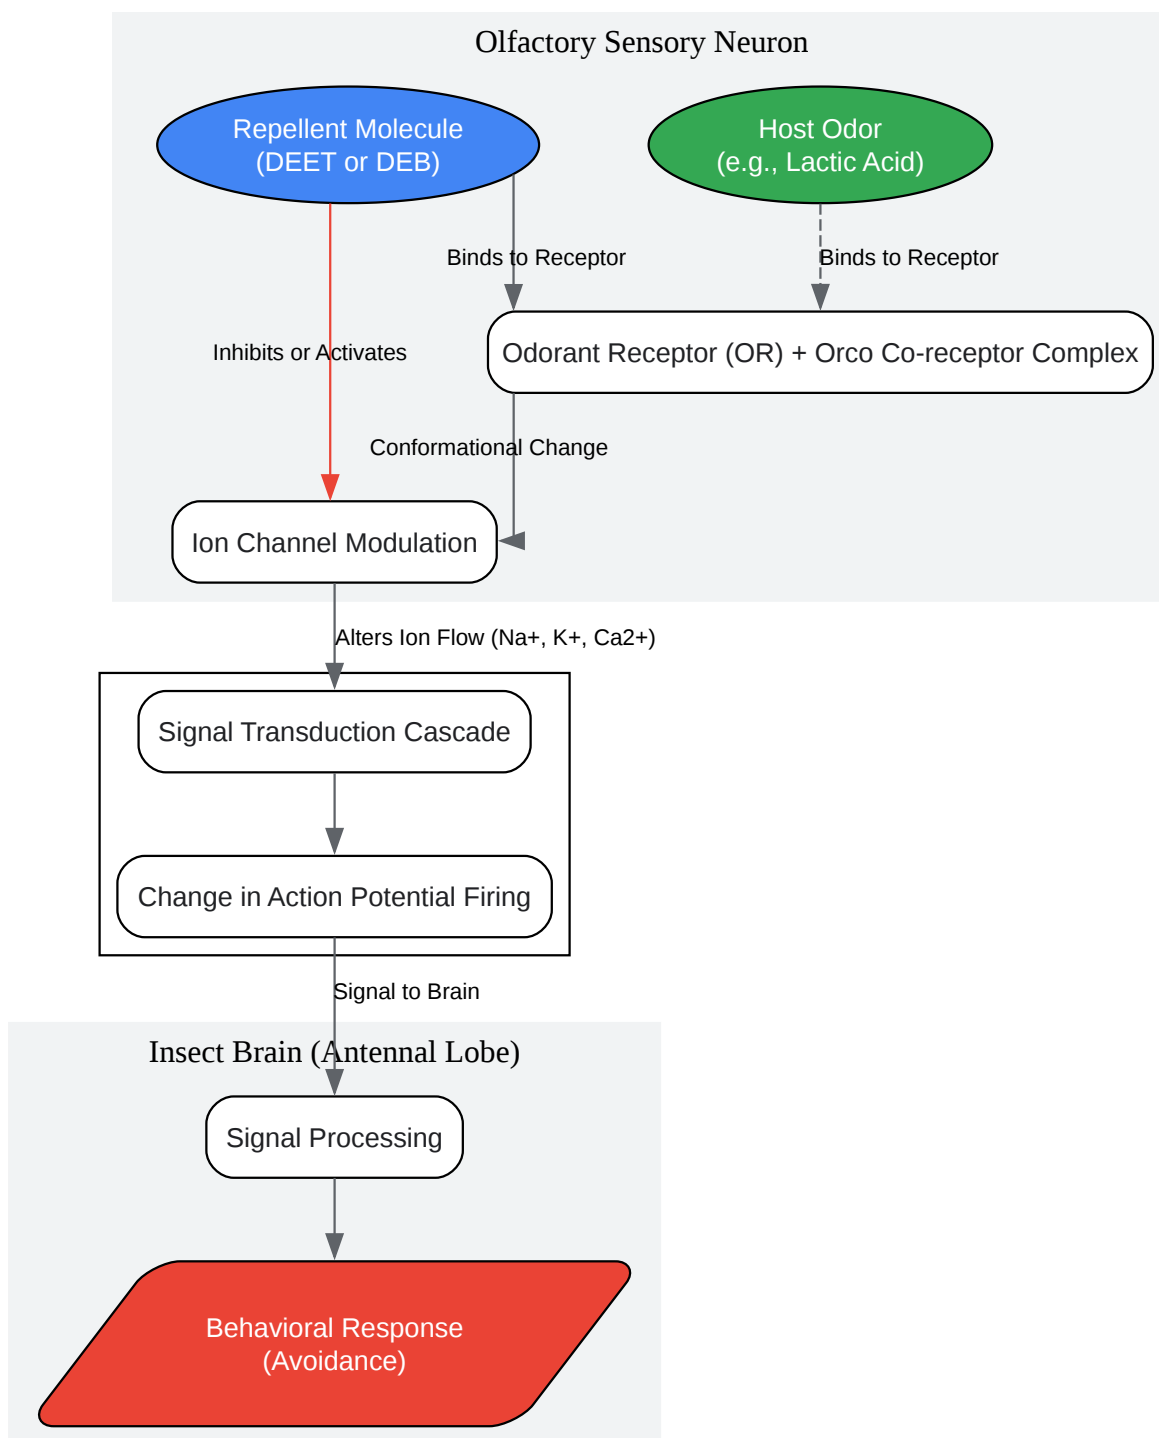 Olfactory Sensory Neuron
Repellent Molecule
(DEET or DEB)
Host Odor
(e.g., Lactic Acid)
Binds to Receptor
Binds to Receptor
Inhibits or Activates
Odorant Receptor (OR) + Orco Co-receptor Complex
Conformational Change
Ion Channel Modulation
Alters Ion Flow (Na+, K+, Ca2+)
Signal Transduction Cascade
Change in Action Potential Firing
Signal to Brain
Insect Brain (Antennal Lobe)
Signal Processing
Behavioral Response
(Avoidance)